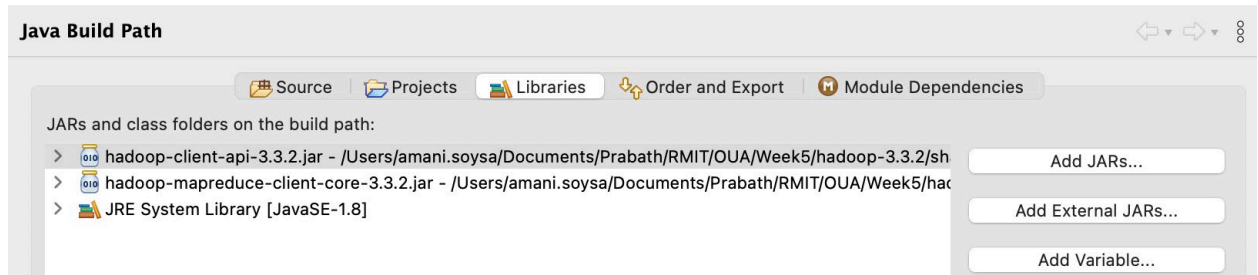 Java Build Path
Source Projects Libraries Order and Export Module Dependencies
JARs and class folders on the build path:
hadoop-client-api-3.3.2.jar - /Users/amani.soysa/Documents/Prabath/RMIT/OUA/Week5/hadoop-3.3.2/sh
Add JARs...
hadoop-mapreduce-client-core-3.3.2.jar - /Users/amani.soysa/Documents/Prabath/RMIT/OUA/Week5/had
JRE System Library [JavaSE-1.8]
Add External JARs...
Add Variable...